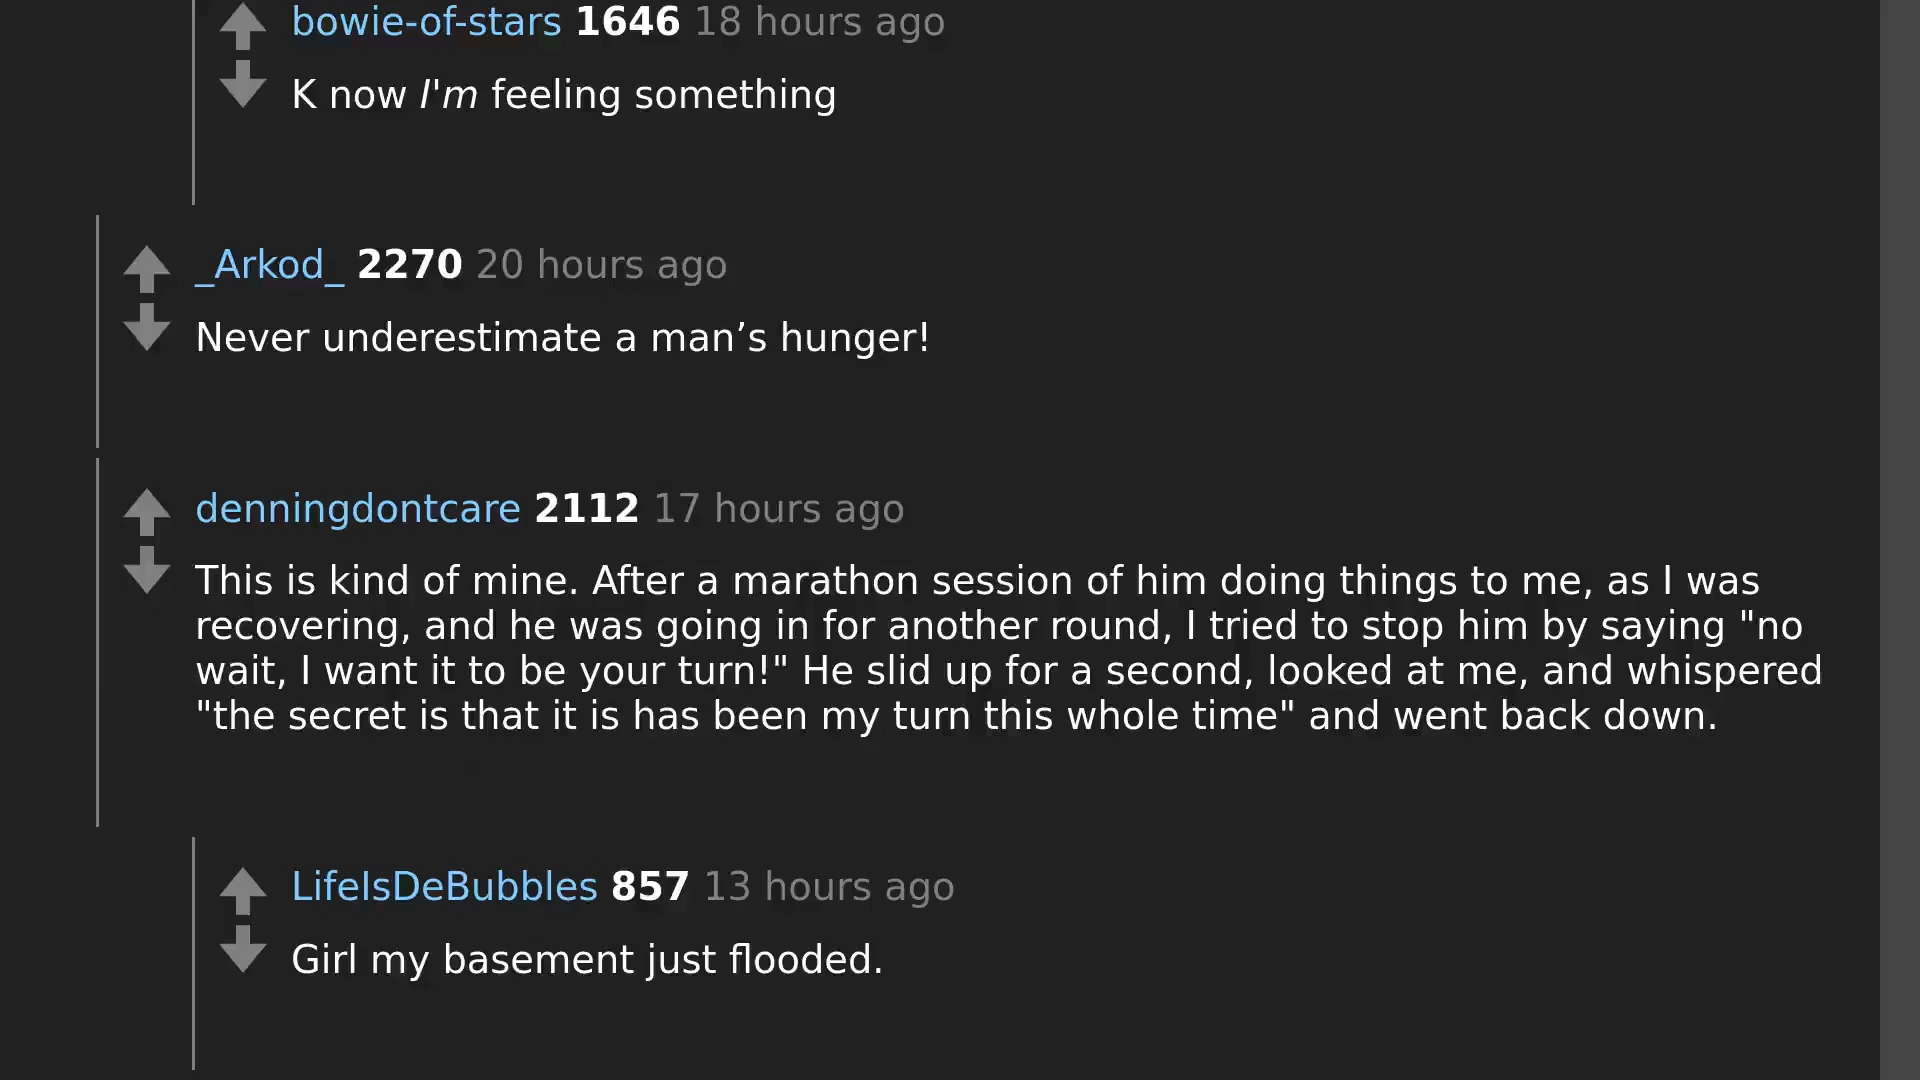 bowie-of-stars 1646 18 hours ago
K now I'm feeling something
_Arkod_ 2270 20 hours ago
Never underestimate a man’s hunger!
denningdontcare 2112 17 hours ago
This is kind of mine. After a marathon session of him doing things to me, as I was
recovering, and he was going in for another round, I tried to stop him by saying "no
wait, I want it to be your turn!" He slid up for a second, looked at me, and whispered
"the secret is that it is has been my turn this whole time" and went back down.
LifeIsDeBubbles 857 13 hours ago
Girl my basement just flooded.